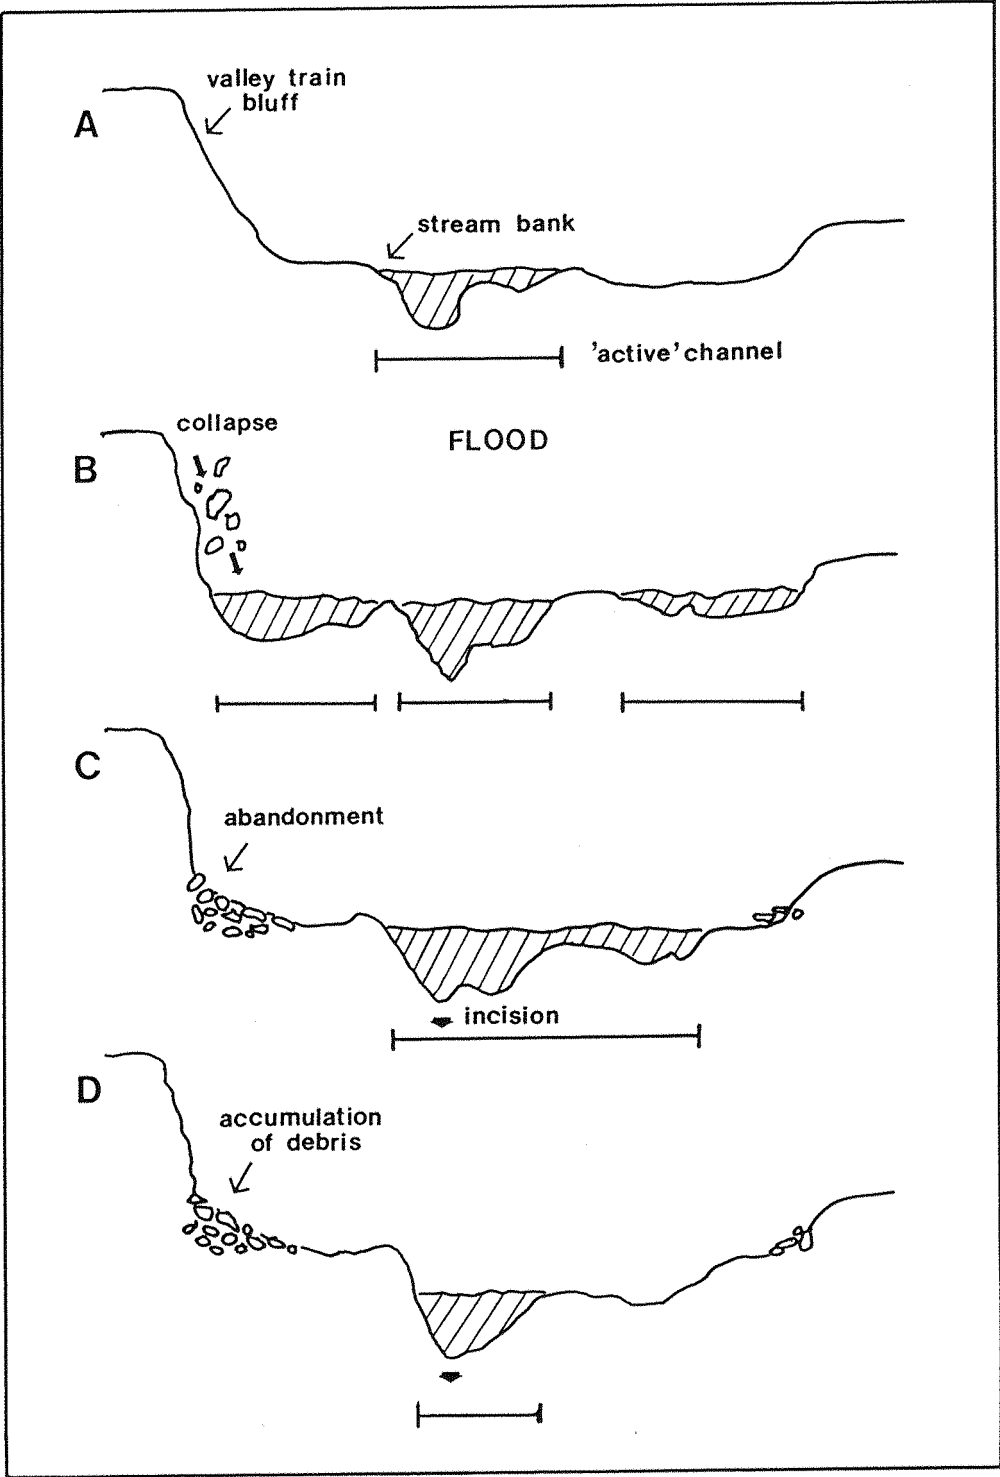 A
valley train
bluff
stream bank
'active' channel
B
collapse
FLOOD
C
abandonment
incision
D
accumulation
of debris